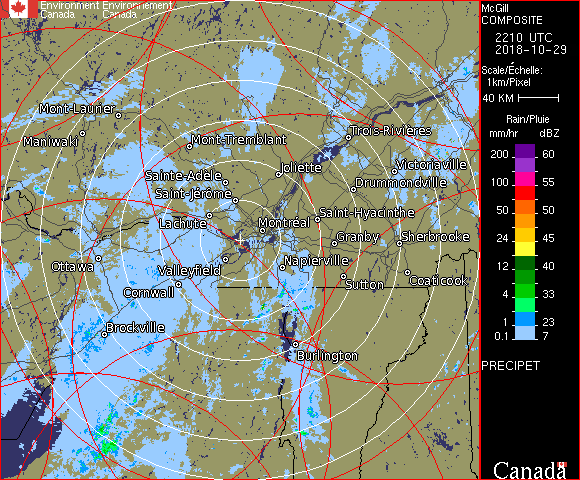 Environment Environnement
Canada Canada
McGill
COMPOSITE
2210 UTC
2018-10-29
Scale/Échelle:
1km/Pixel
40 KM
Rain/Pluie
mm/hr dBZ
200 60
100 55
50 50
24 45
12 40
4 33
1 23
0.1 7
PRECIPET
Canada
Mont-Laurier
Maniwaki
Mont-Tremblant
Trois-Rivières
Joliette
Victoriaville
Sainte-Adèle
Drummondville
Saint-Jérôme
Saint-Hyacinthe
Lachute
Montréal
Granby
Sherbrooke
Ottawa
Valleyfield
Napierville
Cornwall
Sutton
Coaticook
Brockville
Burlington